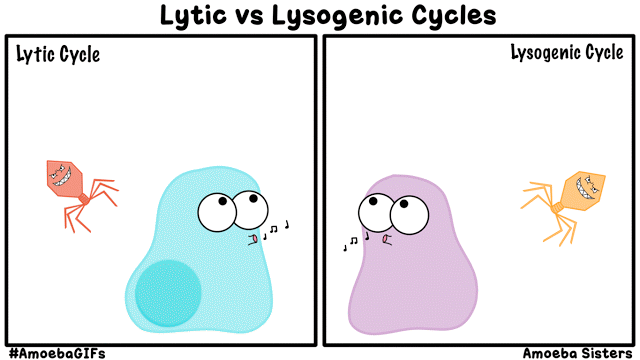 Lytic vs Lysogenic Cycles
Lytic Cycle
Lysogenic Cycle
#AmoebaGIFs
Amoeba Sisters